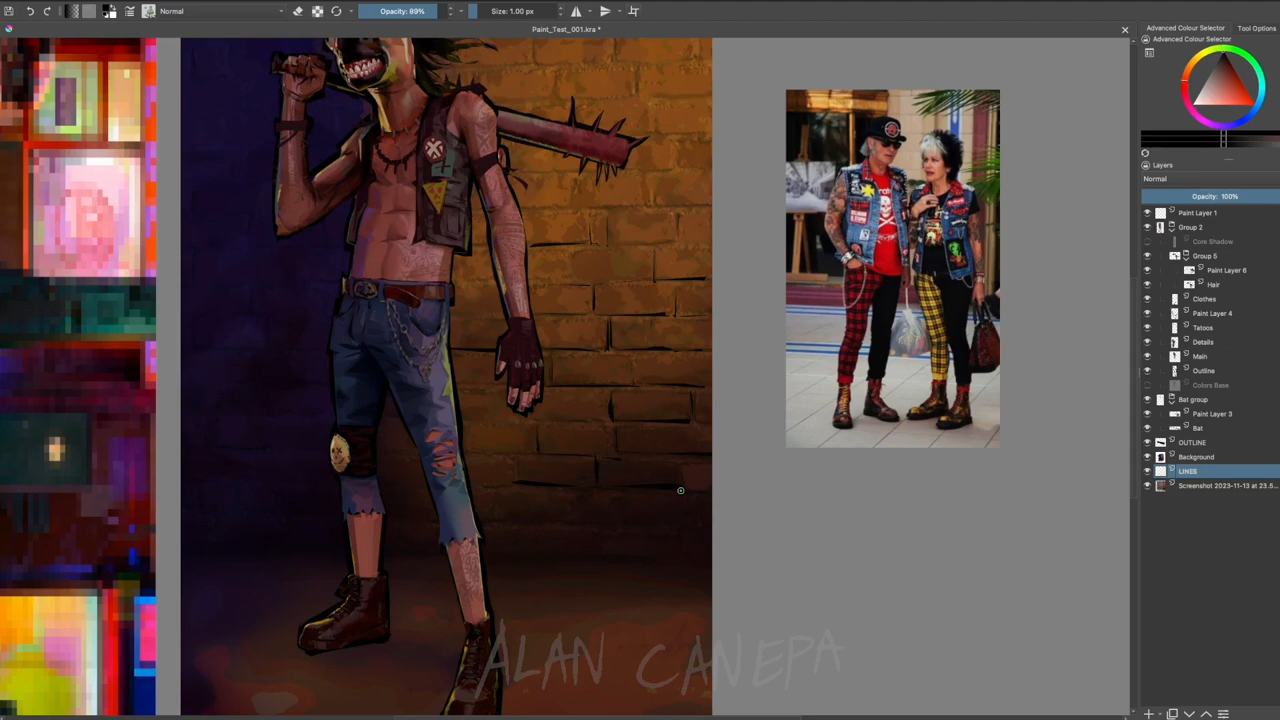 Normal
Opacity: 89%
Size: 1.00 px
Paint_Test_001.kra *
Advanced Colour Selector
Tool Options
Advanced Colour Selector
Layers
Normal
Opacity: 100%
Paint Layer 1
Group 2
Core Shadow
Group 5
Paint Layer 6
Hair
Clothes
Paint Layer 4
Tatoos
Details
Main
Outline
Colors Base
Bat group
Paint Layer 3
Bat
OUTLINE
Background
LINES
Screenshot 2023-11-13 at 23.5...
ALAN CANEPA